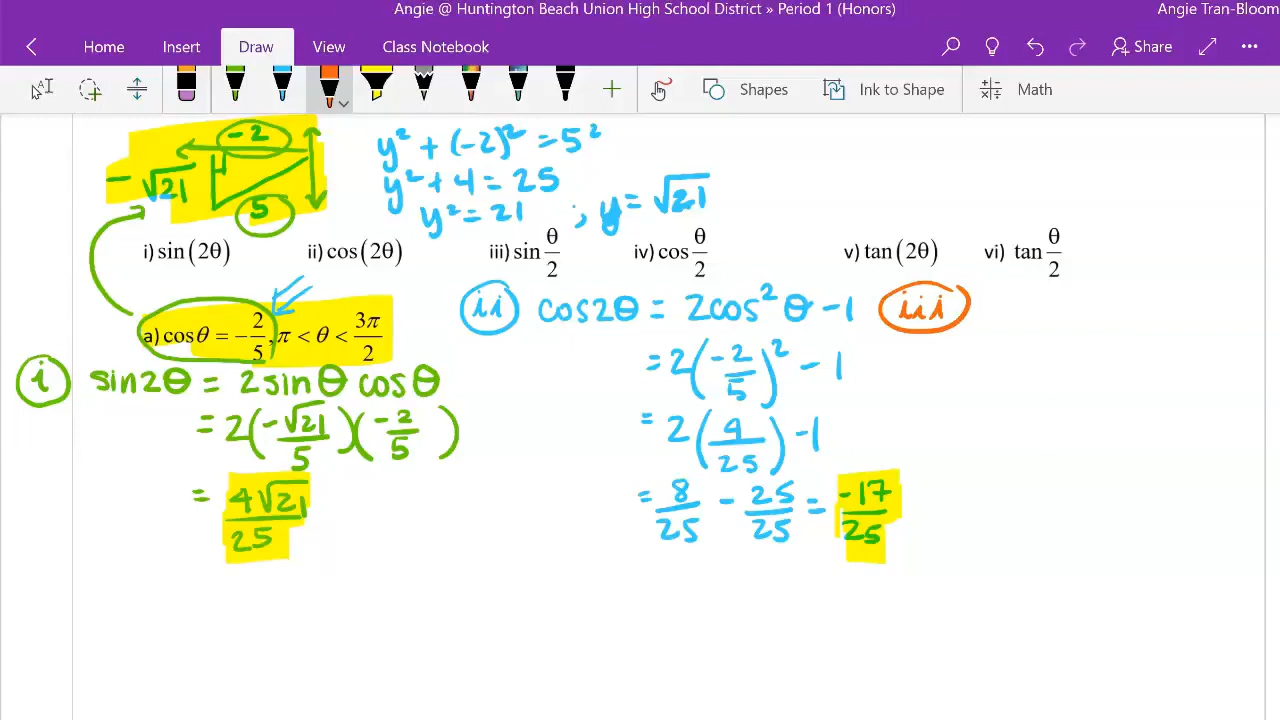 Angie @ Huntington Beach Union High School District » Period 1 (Honors)
Angie Tran-Bloom
Home Insert Draw View Class Notebook Share
Shapes Ink to Shape Math
-2
- √21
5
y² + (-2)² = 5²
y² + 4 = 25
y² = 21 ; y = √21
i) sin(2θ) ii) cos(2θ) iii) sin θ/2 iv) cos θ/2 v) tan(2θ) vi) tan θ/2
a) cosθ = -2/5, π < θ < 3π/2
i sin2θ = 2sinθ cosθ
= 2(-√21/5)(-2/5)
= 4√21/25
ii cos2θ = 2cos²θ -1
= 2(-2/5)² - 1
= 2(4/25) -1
= 8/25 - 25/25 = -17/25
iii